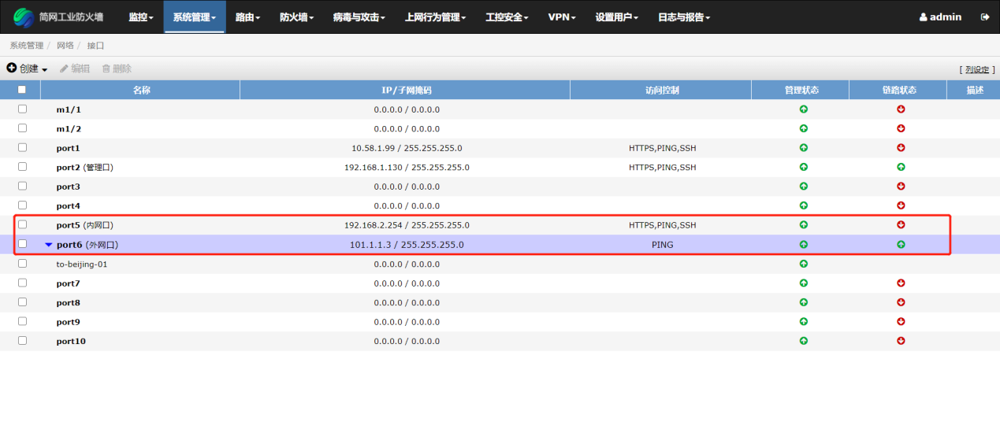 简网工业防火墙 监控 系统管理 路由 防火墙 病毒与攻击 上网行为管理 工控安全 VPN 设置用户 日志与报告 admin
系统管理 / 网络 / 接口
创建 编辑 删除 [ 列设定 ]
名称 IP/子网掩码 访问控制 管理状态 链路状态 描述
m1/1 0.0.0.0 / 0.0.0.0
m1/2 0.0.0.0 / 0.0.0.0
port1 10.58.1.99 / 255.255.255.0 HTTPS,PING,SSH
port2 (管理口) 192.168.1.130 / 255.255.255.0 HTTPS,PING,SSH
port3 0.0.0.0 / 0.0.0.0
port4 0.0.0.0 / 0.0.0.0
port5 (内网口) 192.168.2.254 / 255.255.255.0 HTTPS,PING,SSH
port6 (外网口) 101.1.1.3 / 255.255.255.0 PING
to-beijing-01 0.0.0.0 / 0.0.0.0
port7 0.0.0.0 / 0.0.0.0
port8 0.0.0.0 / 0.0.0.0
port9 0.0.0.0 / 0.0.0.0
port10 0.0.0.0 / 0.0.0.0